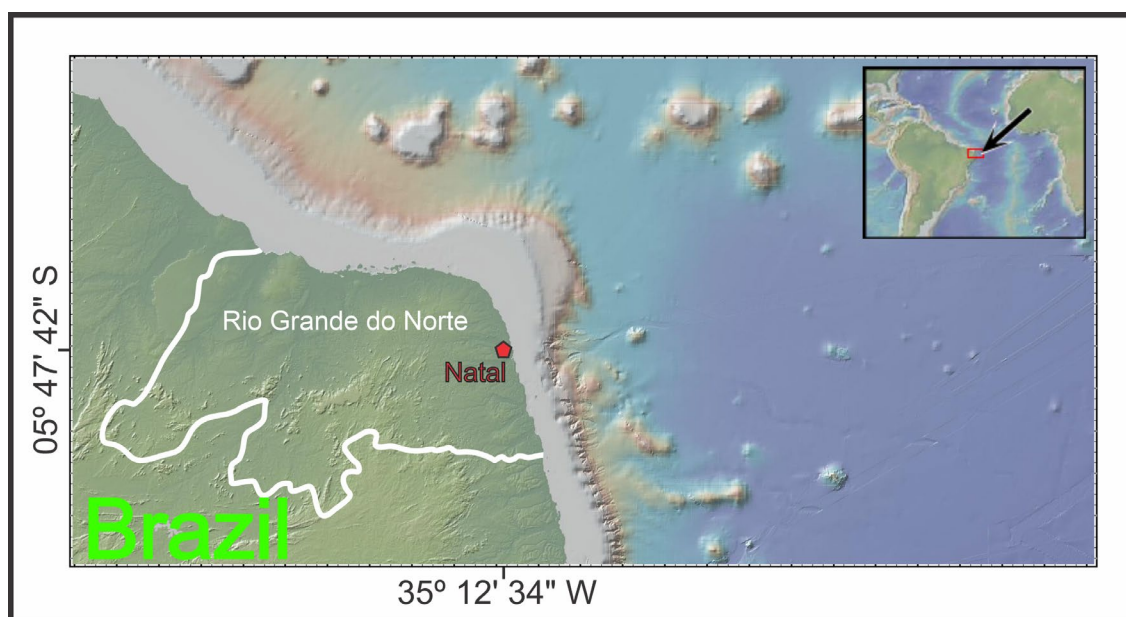 Rio Grande do Norte
Natal
Brazil
05º 47' 42" S
35º 12' 34" W